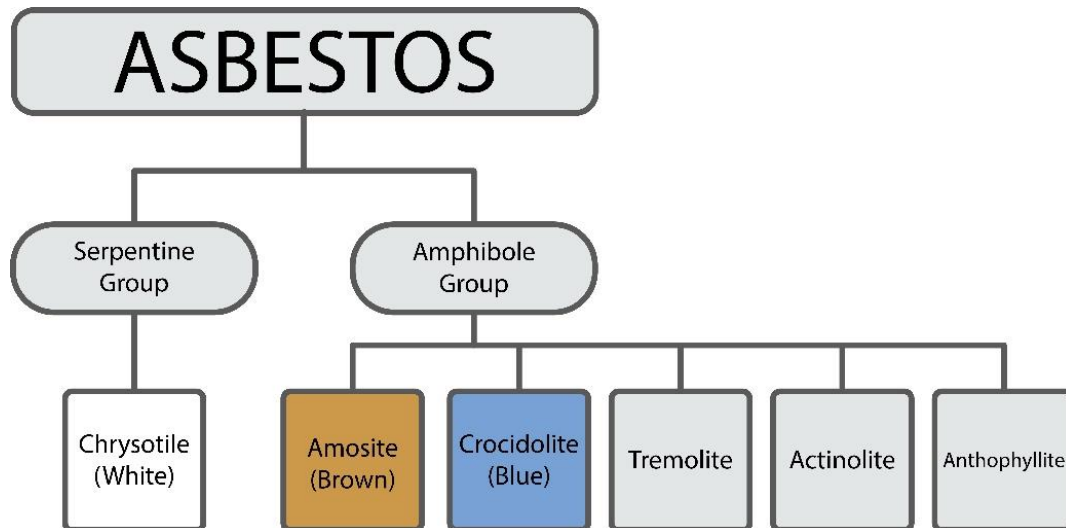 ASBESTOS
Serpentine
Group
Amphibole
Group
Chrysotile
(White)
Amosite
(Brown)
Crocidolite
(Blue)
Tremolite
Actinolite
Anthophyllite